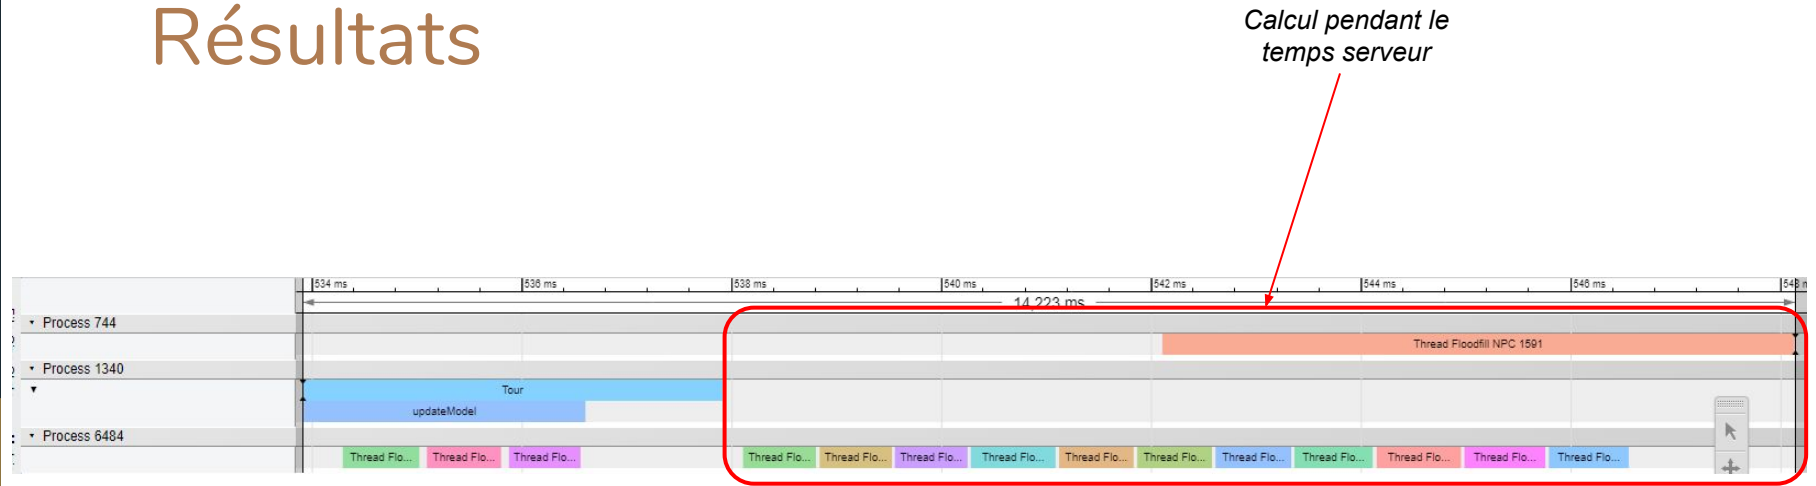 Résultats
Calcul pendant le
temps serveur
534 ms
536 ms
538 ms
540 ms
542 ms
544 ms
546 ms
14,223 ms
Process 744
Thread Floodfill NPC 1591
Process 1340
Tour
updateModel
Process 6484
Thread Flo... Thread Flo... Thread Flo... Thread Flo... Thread Flo... Thread Flo... Thread Flo... Thread Flo... Thread Flo... Thread Flo... Thread Flo... Thread Flo... Thread Flo... Thread Flo...